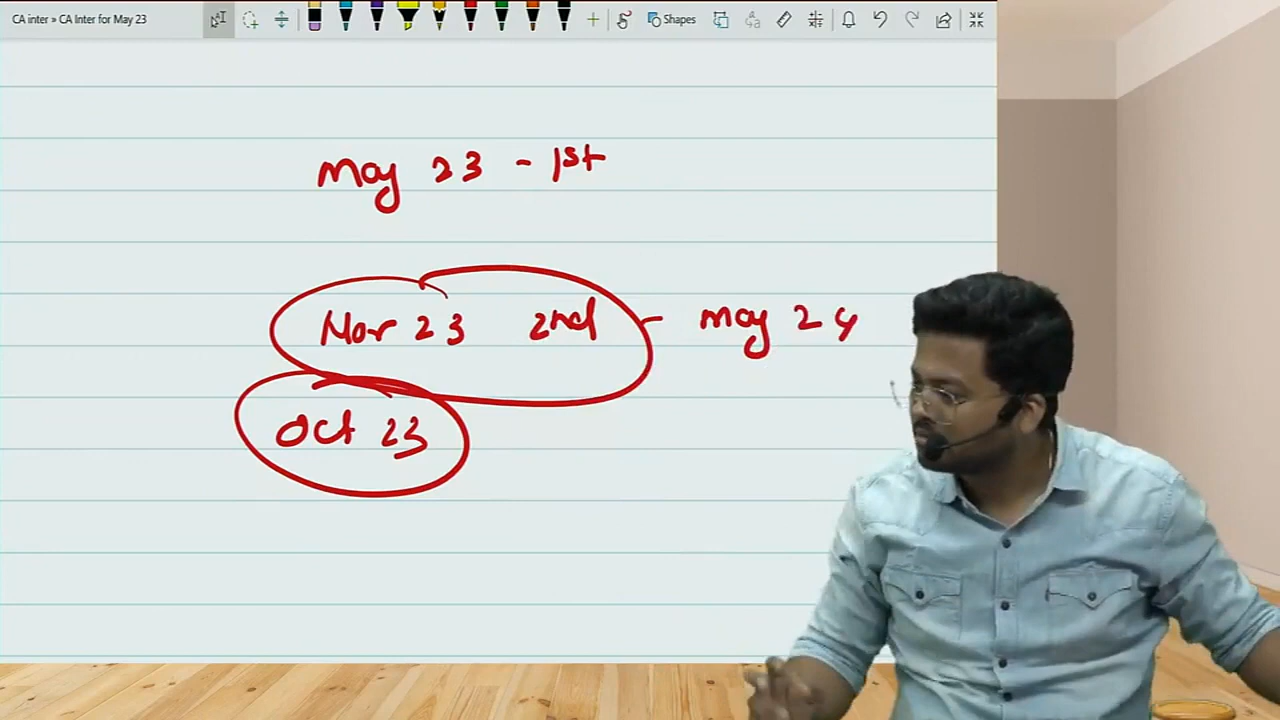 CA inter » CA Inter for May 23
Shapes
May 23 - 1st
Nov 23 2nd - May 24
Oct 23